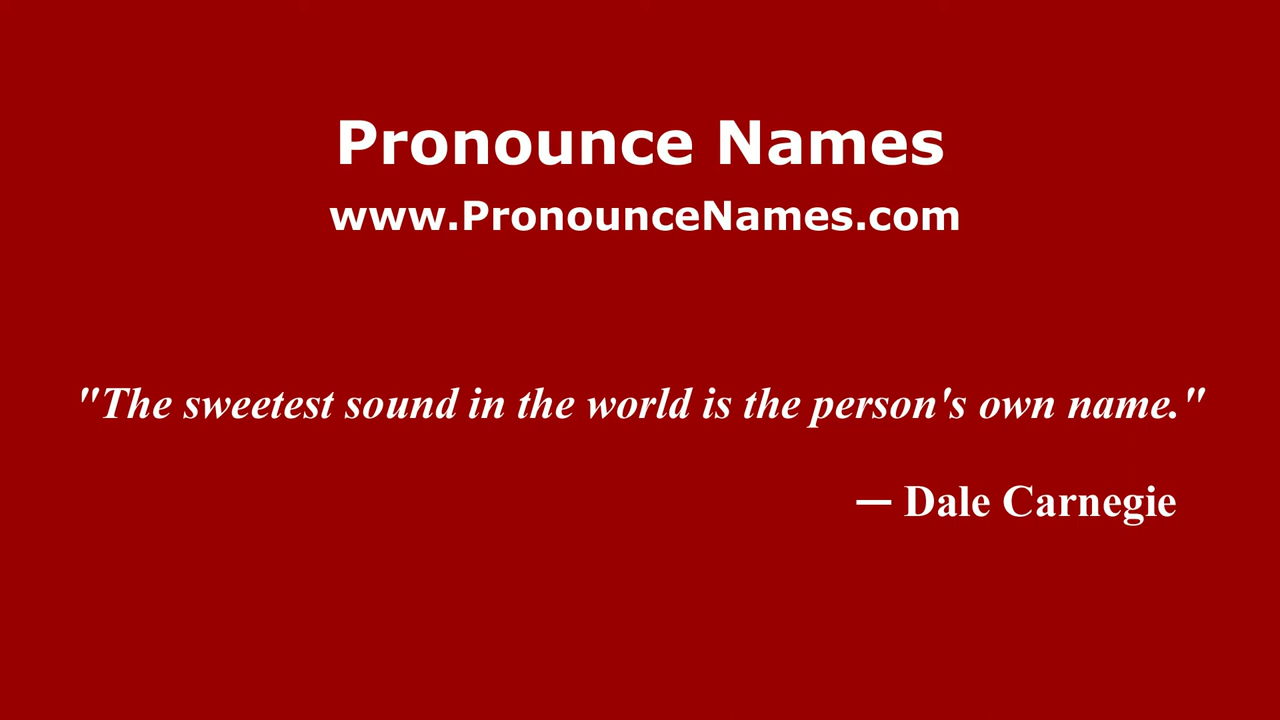 Pronounce Names
www.PronounceNames.com
"The sweetest sound in the world is the person's own name."
— Dale Carnegie